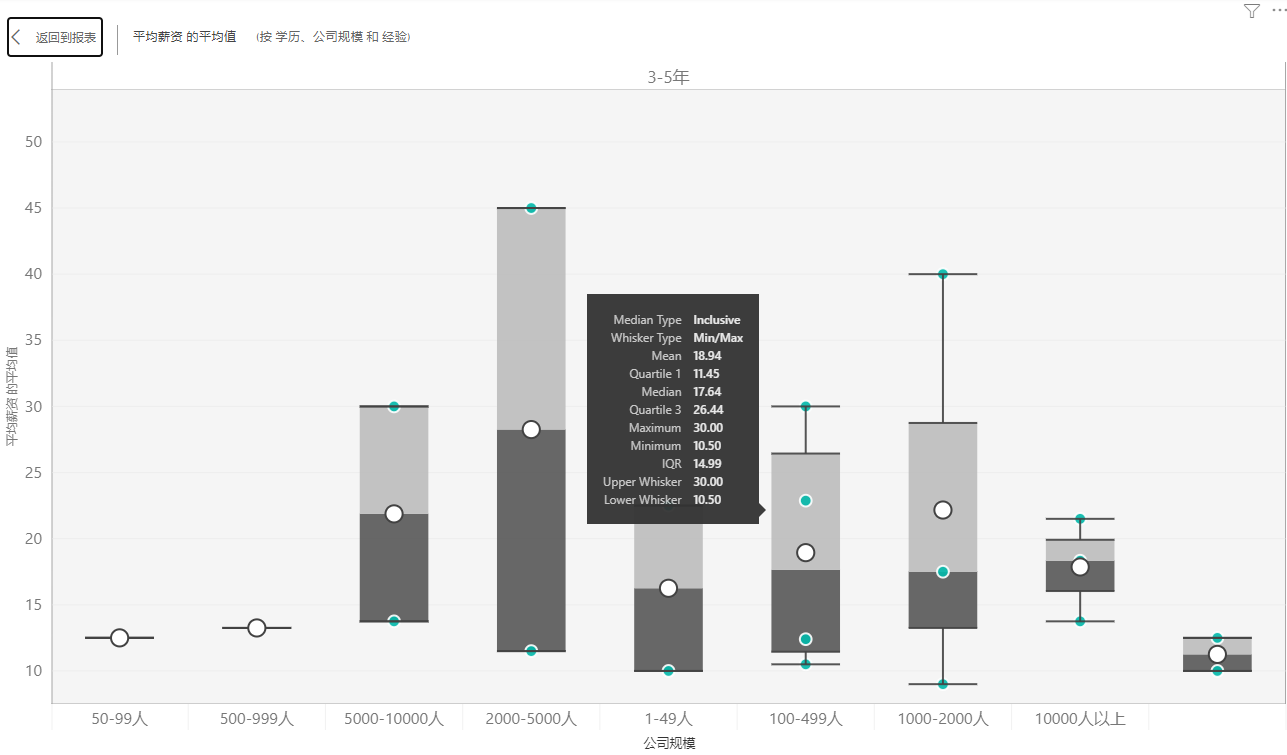 返回到报表
平均薪资 的平均值 (按 学历、公司规模 和 经验)
3-5年
50
45
40
35
30
25
20
15
10
平均薪资 的平均值
Median Type Inclusive
Whisker Type Min/Max
Mean 18.94
Quartile 1 11.45
Median 17.64
Quartile 3 26.44
Maximum 30.00
Minimum 10.50
IQR 14.99
Upper Whisker 30.00
Lower Whisker 10.50
50-99人 500-999人 5000-10000人 2000-5000人 1-49人 100-499人 1000-2000人 10000人以上
公司规模